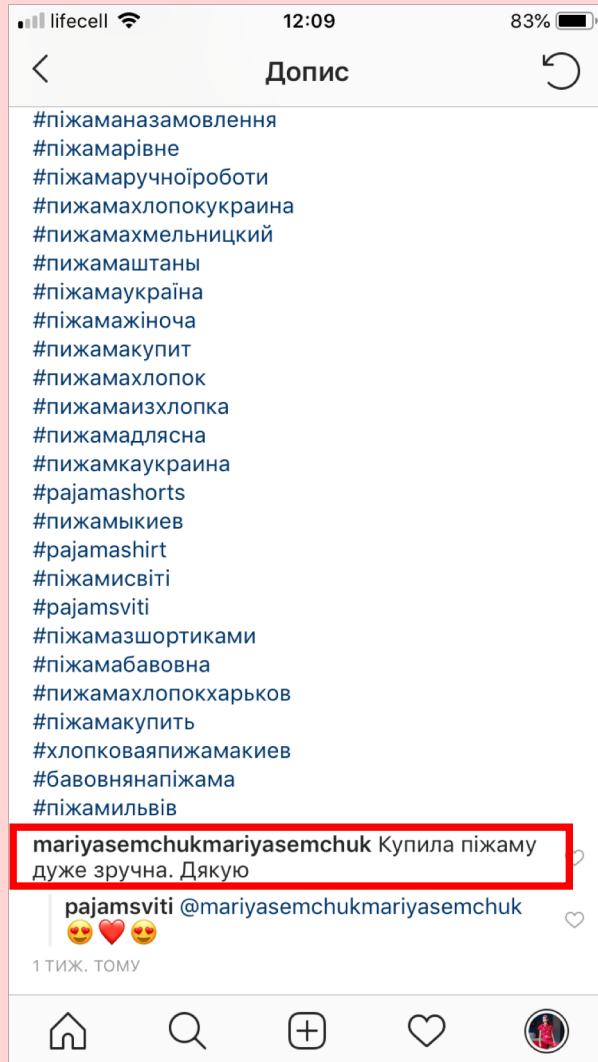 lifecell 12:09 83%
Допис
#піжаманазамовлення
#піжамарівне
#піжамаручноїроботи
#пижамахлопокукраина
#пижамахмельницкий
#пижамаштаны
#піжамаукраїна
#піжамажіноча
#пижамакупит
#пижамахлопок
#пижамаизхлопка
#пижамадлясна
#пижамкаукраина
#pajamashorts
#пижамыкиев
#pajamashirt
#піжамисвіті
#pajamsviti
#піжамазшортиками
#піжамабавовна
#пижамахлопокхарьков
#піжамакупить
#хлопковаяпижамакиев
#бавовнянапіжама
#піжамильвів
mariyasemchukmariyasemchuk Купила піжаму
дуже зручна. Дякую
pajamsviti @mariyasemchukmariyasemchuk
😍❤️😍
1 ТИЖ. ТОМУ